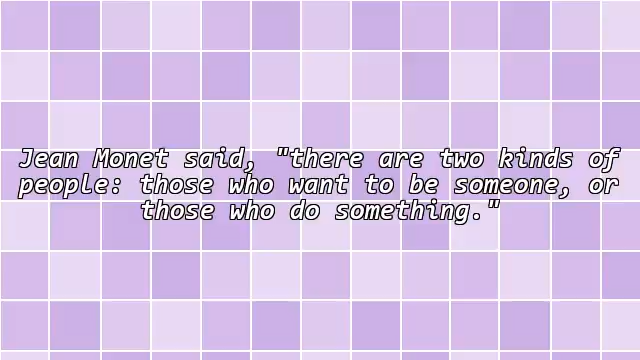 Jean Monet said, "there are two kinds of
people: those who want to be someone, or
those who do something."